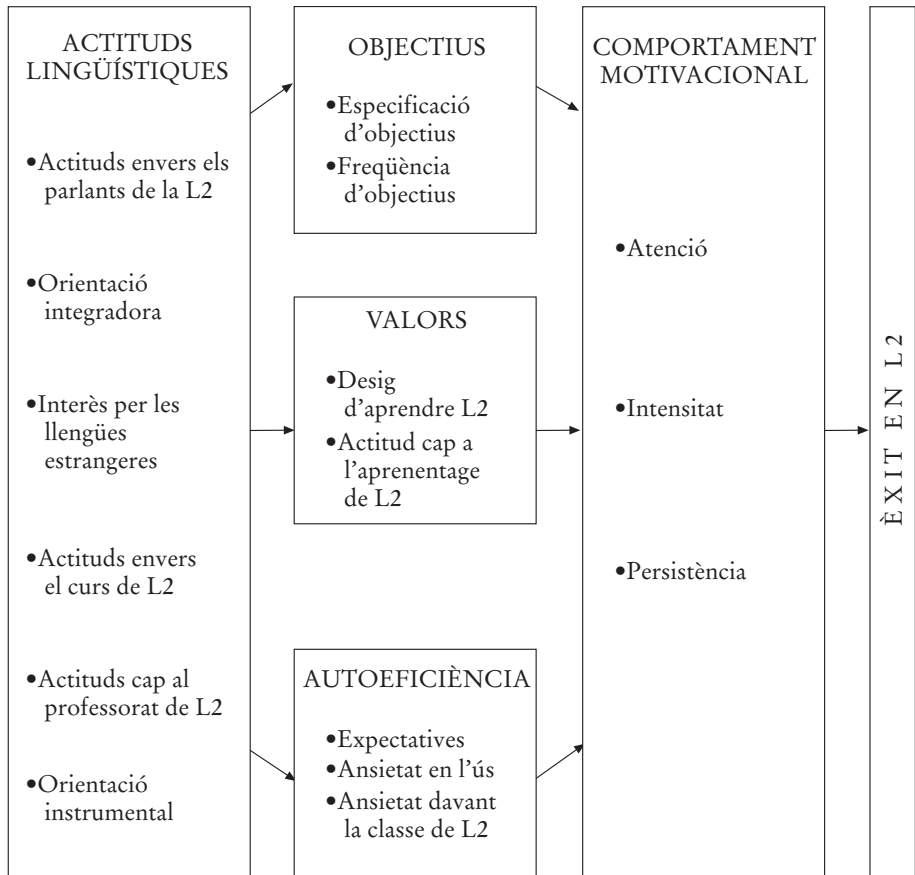 ACTITUDS
LINGÜÍSTIQUES
•Actituds envers els
parlants de la L2
•Orientació
integradora
•Interès per les
llengües
estrangeres
•Actituds envers
el curs de L2
•Actituds cap al
professorat de L2
•Orientació
instrumental
OBJECTIUS
•Especificació
d’objectius
•Freqüència
d’objectius
VALORS
•Desig
d’aprendre L2
•Actitud cap a
l’aprenentage
de L2
AUTOEFICIÈNCIA
•Expectatives
•Ansietat en l’ús
•Ansietat davant
la classe de L2
COMPORTAMENT
MOTIVACIONAL
•Atenció
•Intensitat
•Persistència
ÈXIT EN L2